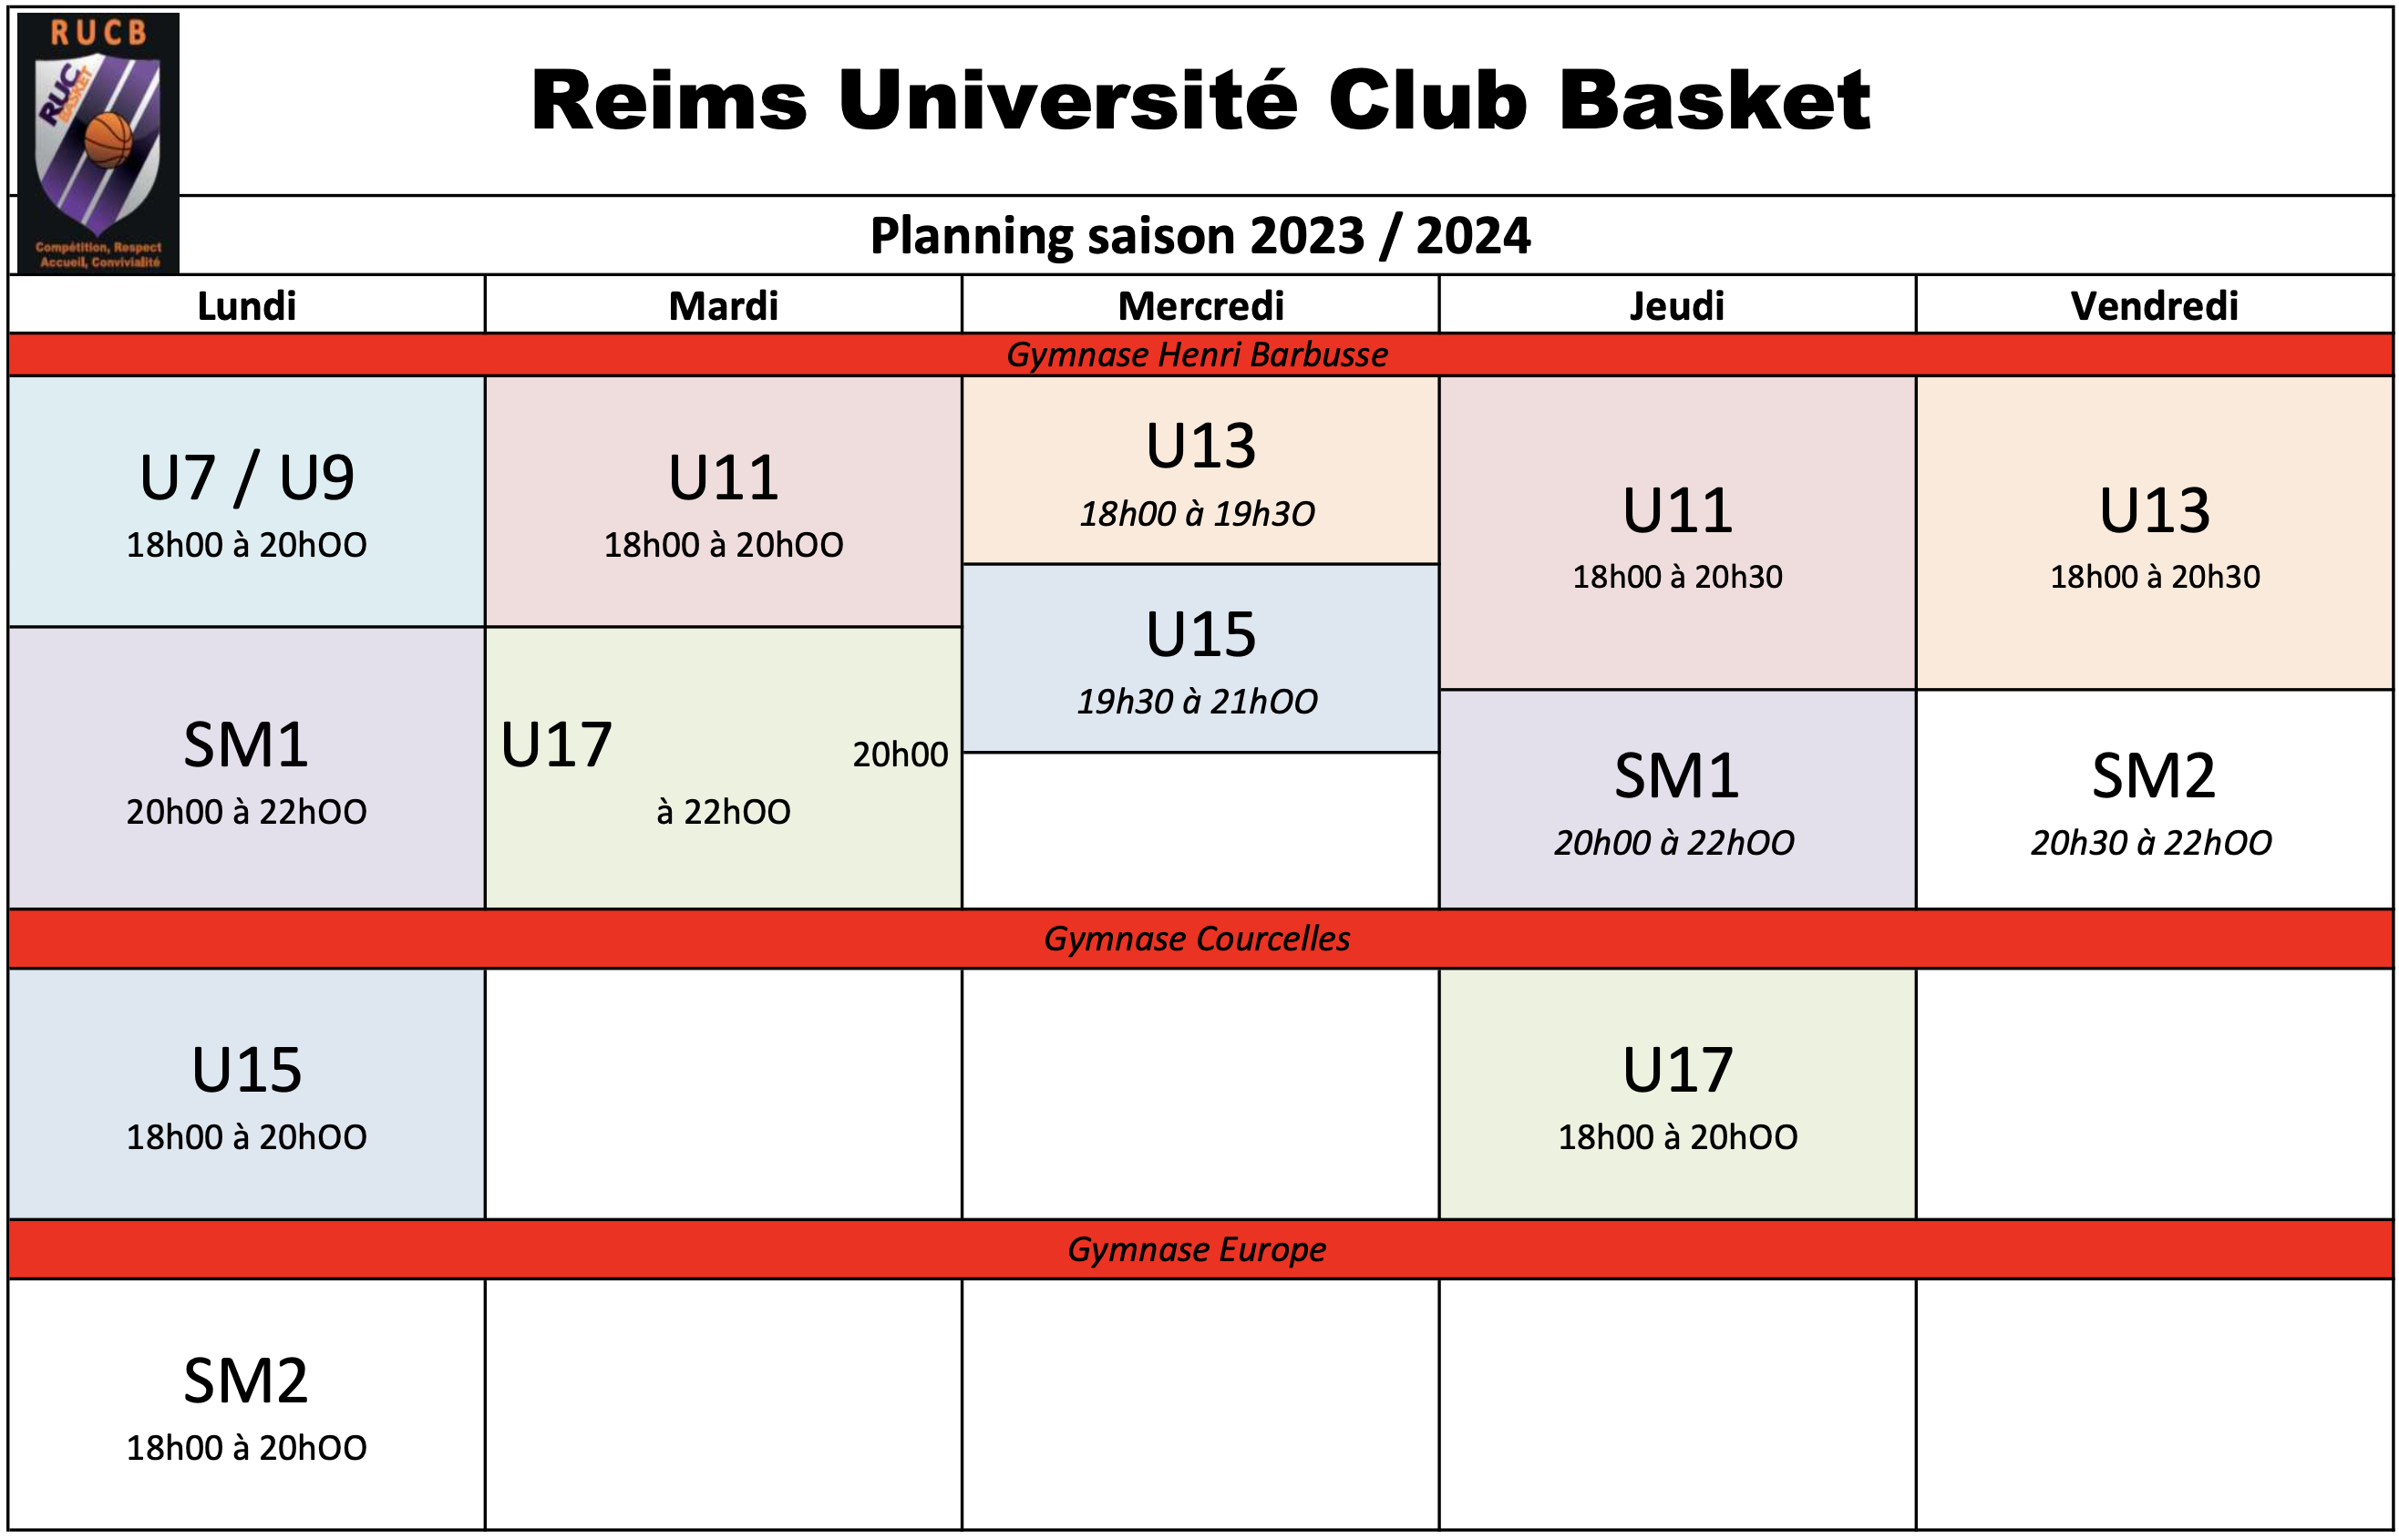 RUCB
RUC
BASKET
Compétition, Respect
Accueil, Convivialité
Reims Université Club Basket
Planning saison 2023 / 2024
Lundi
Mardi
Mercredi
Jeudi
Vendredi
Gymnase Henri Barbusse
U7 / U9
18h00 à 20hOO
U11
18h00 à 20hOO
U13
18h00 à 19h3O
U15
19h30 à 21hOO
U11
18h00 à 20h30
U13
18h00 à 20h30
SM1
20h00 à 22hOO
U17 20h00
à 22hOO
SM1
20h00 à 22hOO
SM2
20h30 à 22hOO
Gymnase Courcelles
U15
18h00 à 20hOO
U17
18h00 à 20hOO
Gymnase Europe
SM2
18h00 à 20hOO